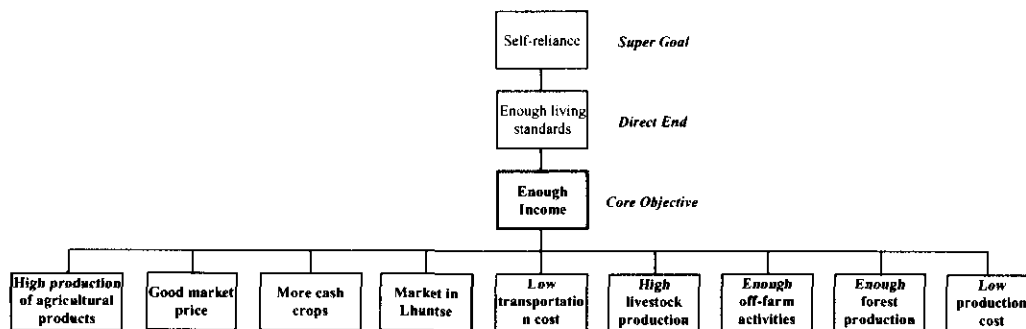 Self-reliance
Super Goal
Enough living
standards
Direct End
Enough
Income
Core Objective
High production
of agricultural
products
Good market
price
More cash
crops
Market in
Lhuntse
Low
transportatio
n cost
High
livestock
production
Enough
off-farm
activities
Enough
forest
production
Low
production
cost